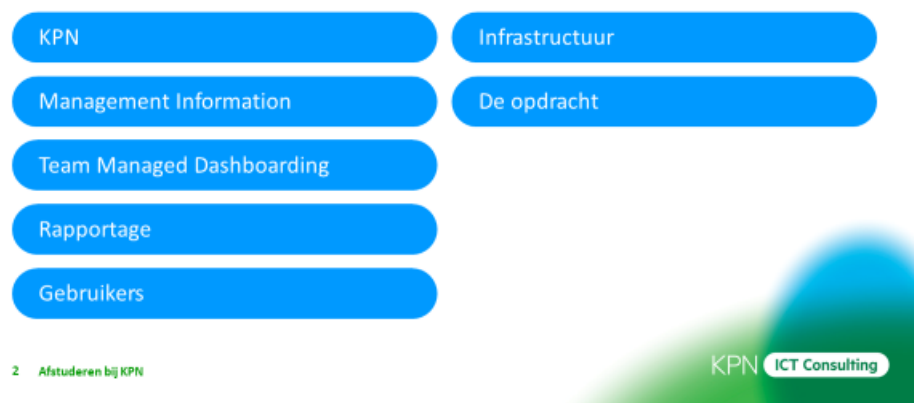 KPN
Management Information
Team Managed Dashboarding
Rapportage
Gebruikers
Infrastructuur
De opdracht
2 Afstuderen bij KPN
KPN ICT Consulting